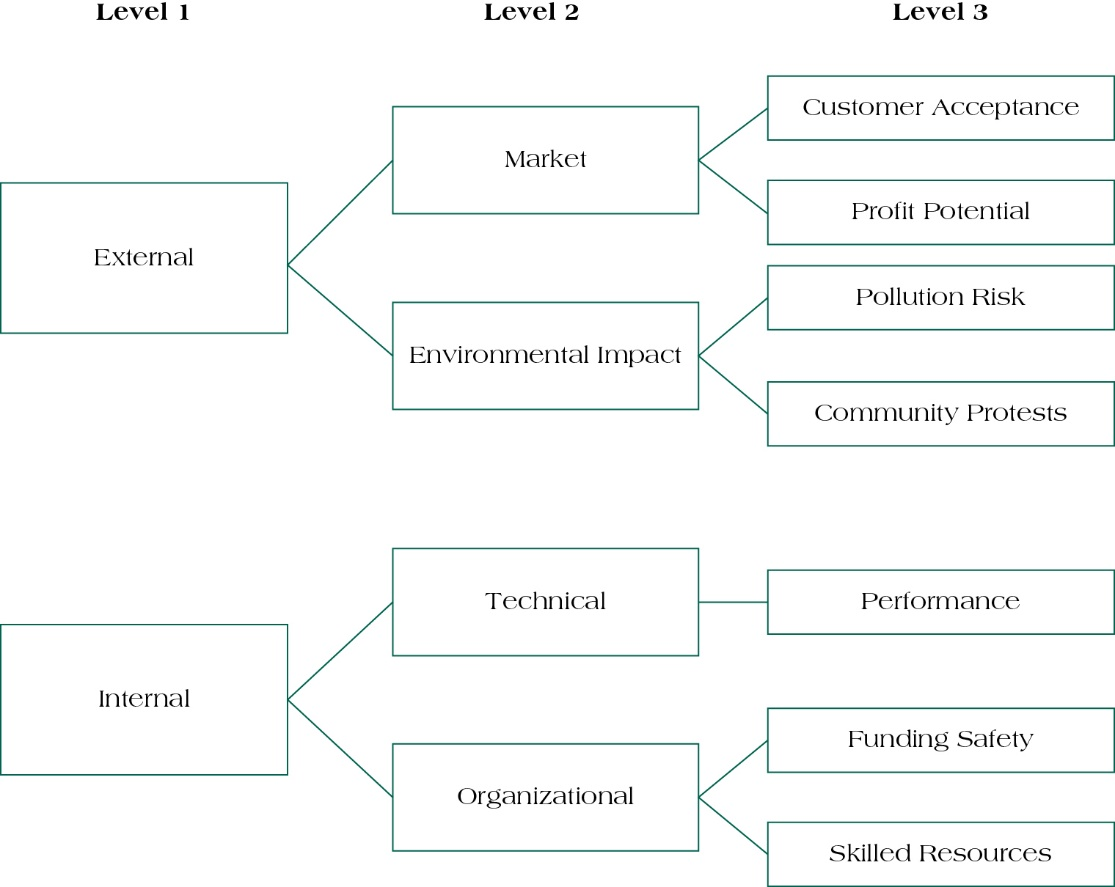 Level 1
Level 2
Level 3
External
Market
Customer Acceptance
Profit Potential
Environmental Impact
Pollution Risk
Community Protests
Internal
Technical
Performance
Organizational
Funding Safety
Skilled Resources